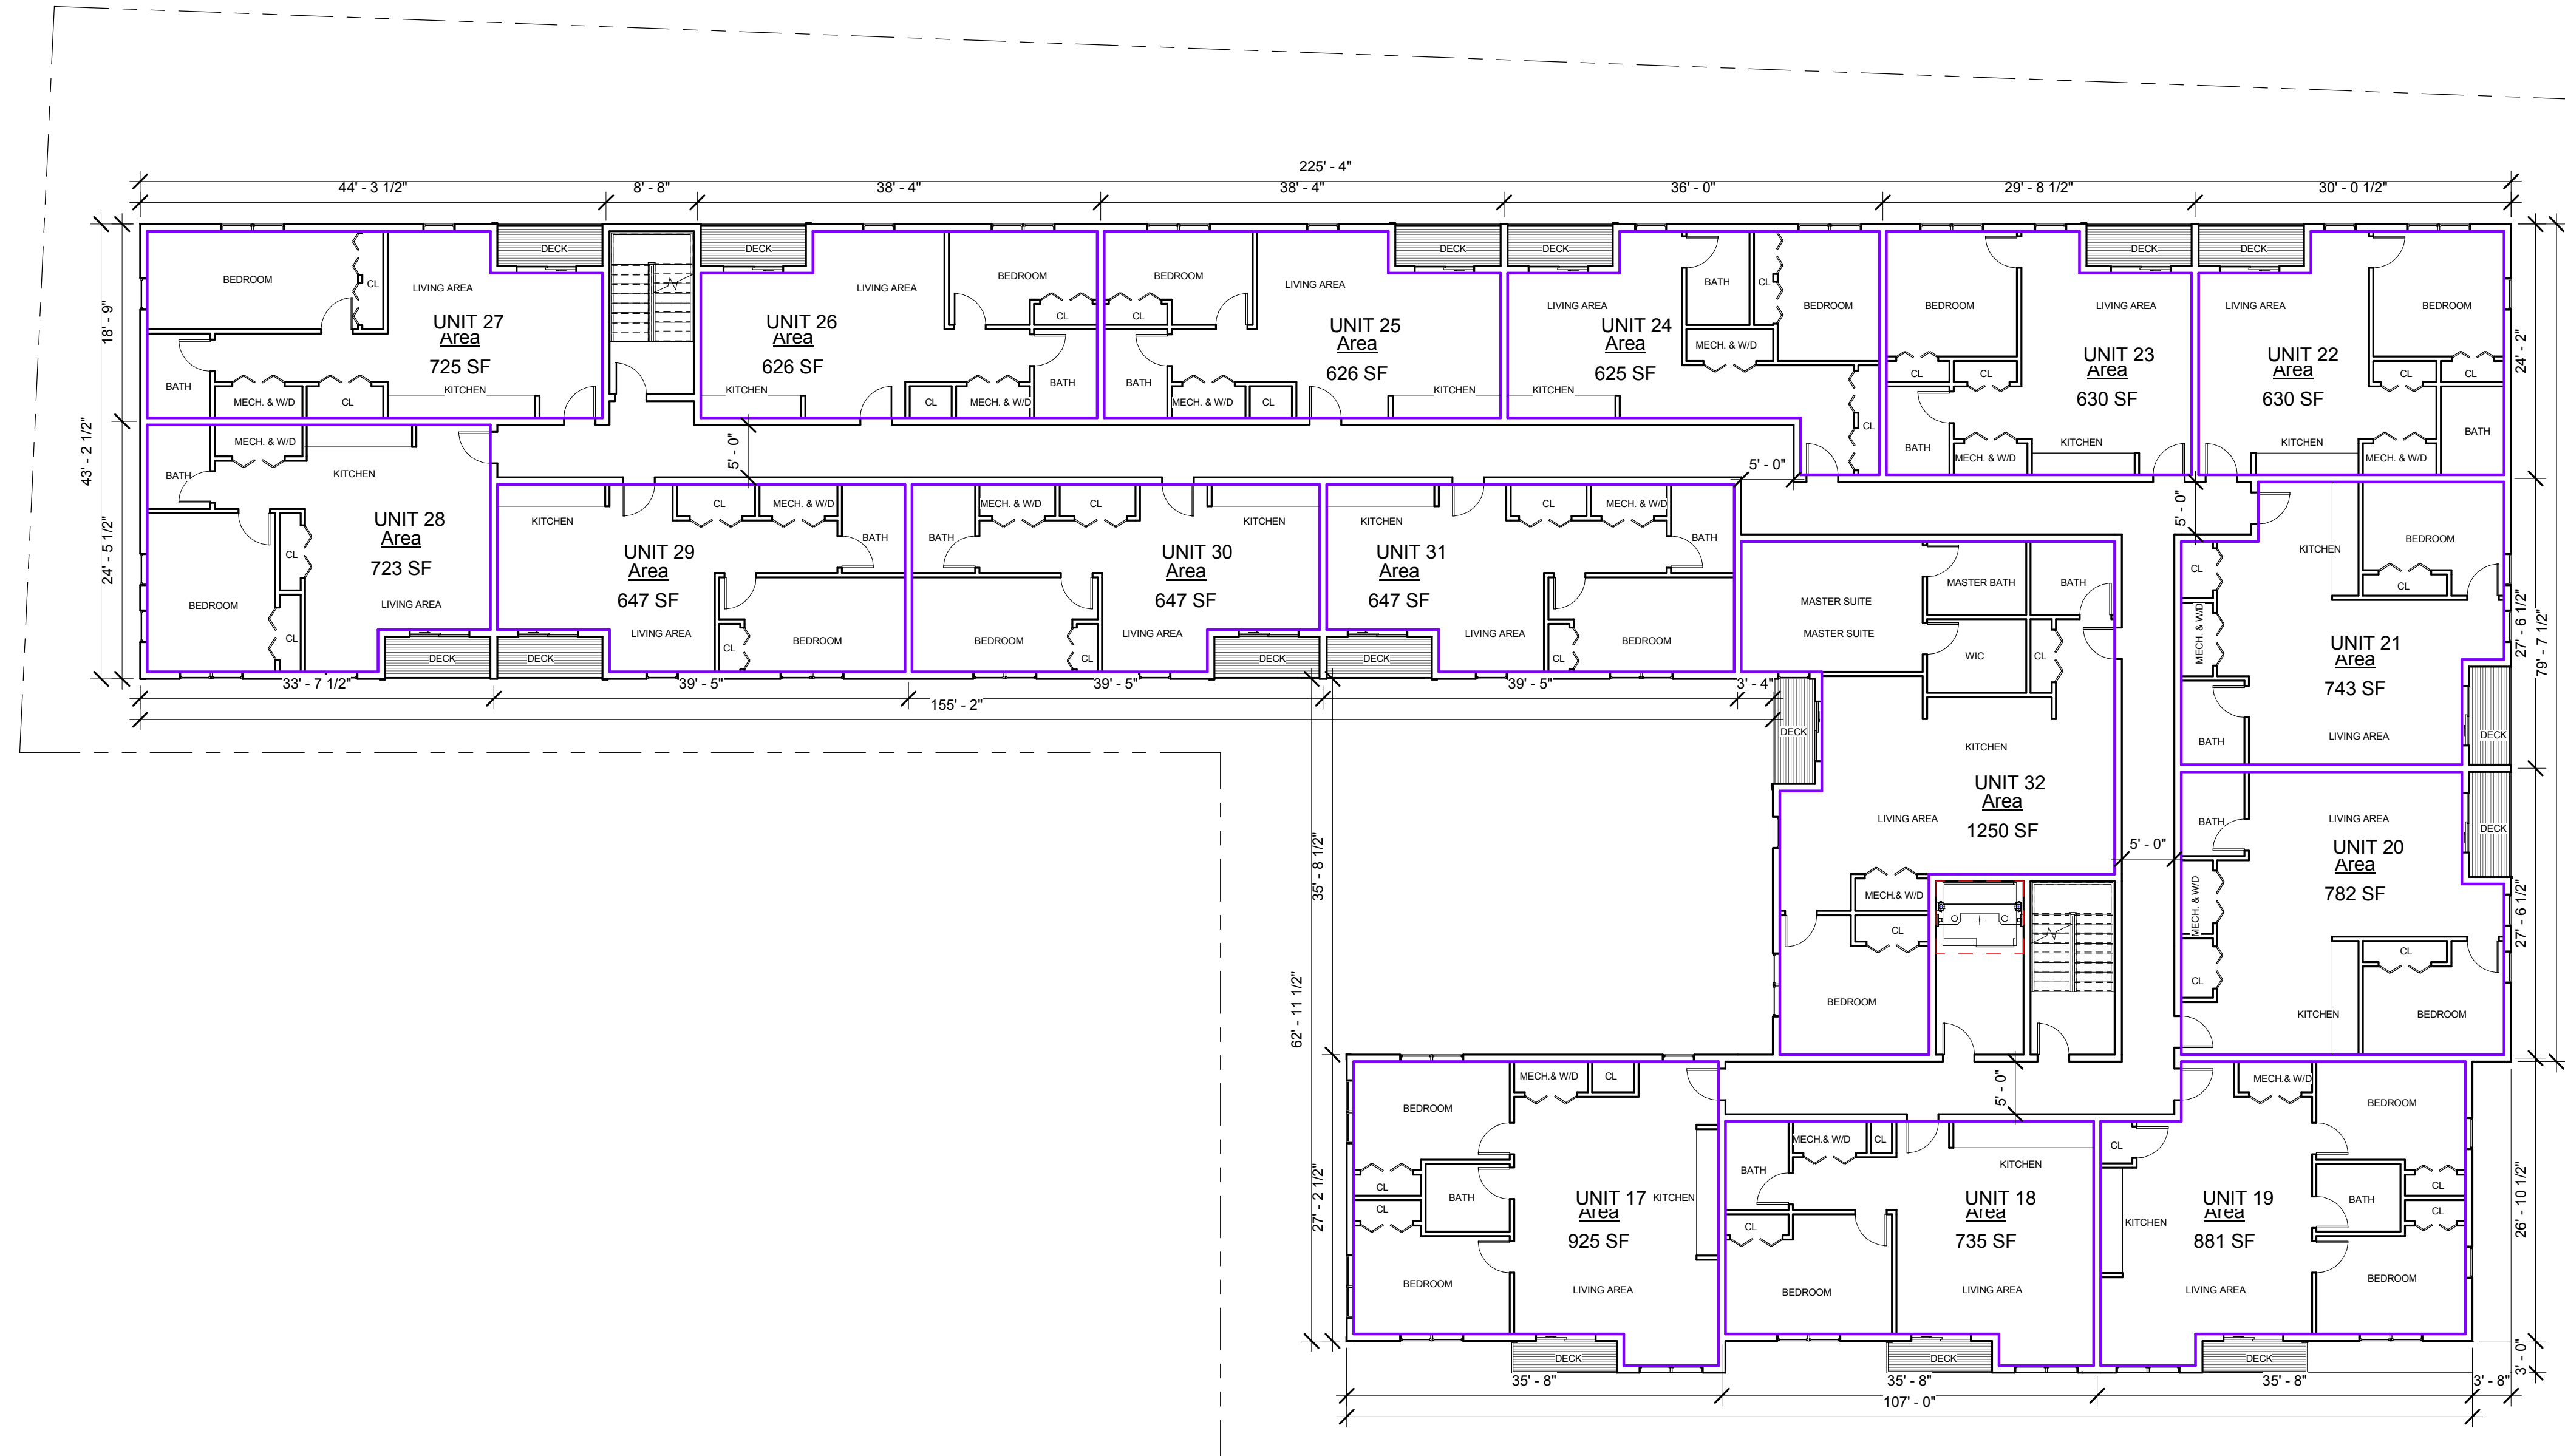 225' - 4"
44' - 3 1/2"
8' - 8"
38' - 4"
38' - 4"
36' - 0"
29' - 8 1/2"
30' - 0 1/2"
43' - 2 1/2"
18' - 9"
24' - 5 1/2"
BEDROOM
CL
LIVING AREA
DECK
UNIT 27
Area
725 SF
BATH
MECH. & W/D
CL
KITCHEN
DECK
LIVING AREA
BEDROOM
CL
UNIT 26
Area
626 SF
KITCHEN
CL
MECH. & W/D
BATH
BEDROOM
CL
LIVING AREA
DECK
UNIT 25
Area
626 SF
BATH
MECH. & W/D
CL
KITCHEN
DECK
LIVING AREA
BATH
CL
BEDROOM
UNIT 24
Area
625 SF
MECH. & W/D
KITCHEN
CL
BEDROOM
LIVING AREA
DECK
UNIT 23
Area
630 SF
CL
CL
BATH
MECH. & W/D
KITCHEN
DECK
LIVING AREA
BEDROOM
UNIT 22
Area
630 SF
CL
CL
KITCHEN
MECH. & W/D
BATH
24' - 2"
5' - 0"
5' - 0"
5' - 0"
MECH. & W/D
BATH
KITCHEN
UNIT 28
Area
723 SF
CL
BEDROOM
LIVING AREA
CL
DECK
KITCHEN
CL
MECH. & W/D
BATH
UNIT 29
Area
647 SF
LIVING AREA
CL
BEDROOM
DECK
BATH
MECH. & W/D
CL
KITCHEN
UNIT 30
Area
647 SF
BEDROOM
CL
LIVING AREA
DECK
KITCHEN
CL
MECH. & W/D
BATH
UNIT 31
Area
647 SF
LIVING AREA
CL
BEDROOM
DECK
33' - 7 1/2"
39' - 5"
39' - 5"
39' - 5"
3' - 4"
155' - 2"
MASTER SUITE
MASTER SUITE
MASTER BATH
BATH
WIC
CL
DECK
KITCHEN
UNIT 32
Area
1250 SF
LIVING AREA
MECH.& W/D
CL
BEDROOM
KITCHEN
BEDROOM
CL
CL
MECH. & W/D
UNIT 21
Area
743 SF
BATH
LIVING AREA
DECK
27' - 6 1/2"
79' - 7 1/2"
BATH
LIVING AREA
DECK
UNIT 20
Area
782 SF
MECH. & W/D
CL
CL
KITCHEN
BEDROOM
27' - 6 1/2"
5' - 0"
5' - 0"
35' - 8 1/2"
62' - 11 1/2"
27' - 2 1/2"
MECH.& W/D
CL
BEDROOM
CL
BATH
CL
UNIT 17
Area
925 SF
KITCHEN
BEDROOM
LIVING AREA
DECK
MECH.& W/D
CL
BATH
KITCHEN
CL
UNIT 18
Area
735 SF
BEDROOM
LIVING AREA
DECK
MECH.& W/D
BEDROOM
CL
CL
BATH
CL
KITCHEN
UNIT 19
Area
881 SF
LIVING AREA
BEDROOM
DECK
26' - 10 1/2"
3' - 0"
35' - 8"
35' - 8"
35' - 8"
3' - 8"
107' - 0"